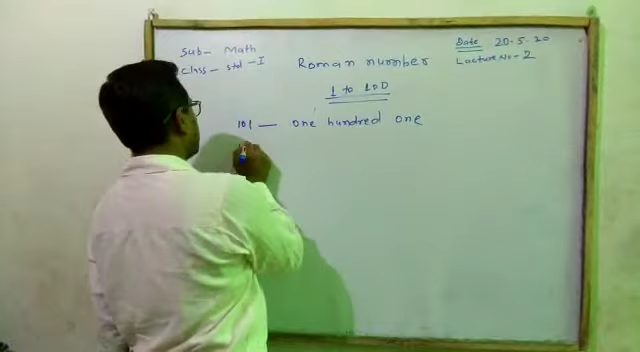 Sub- Math
Class- Std-I
Roman number
Date 20-5-20
Lacture No-2
1 to 100
101 — one hundred one